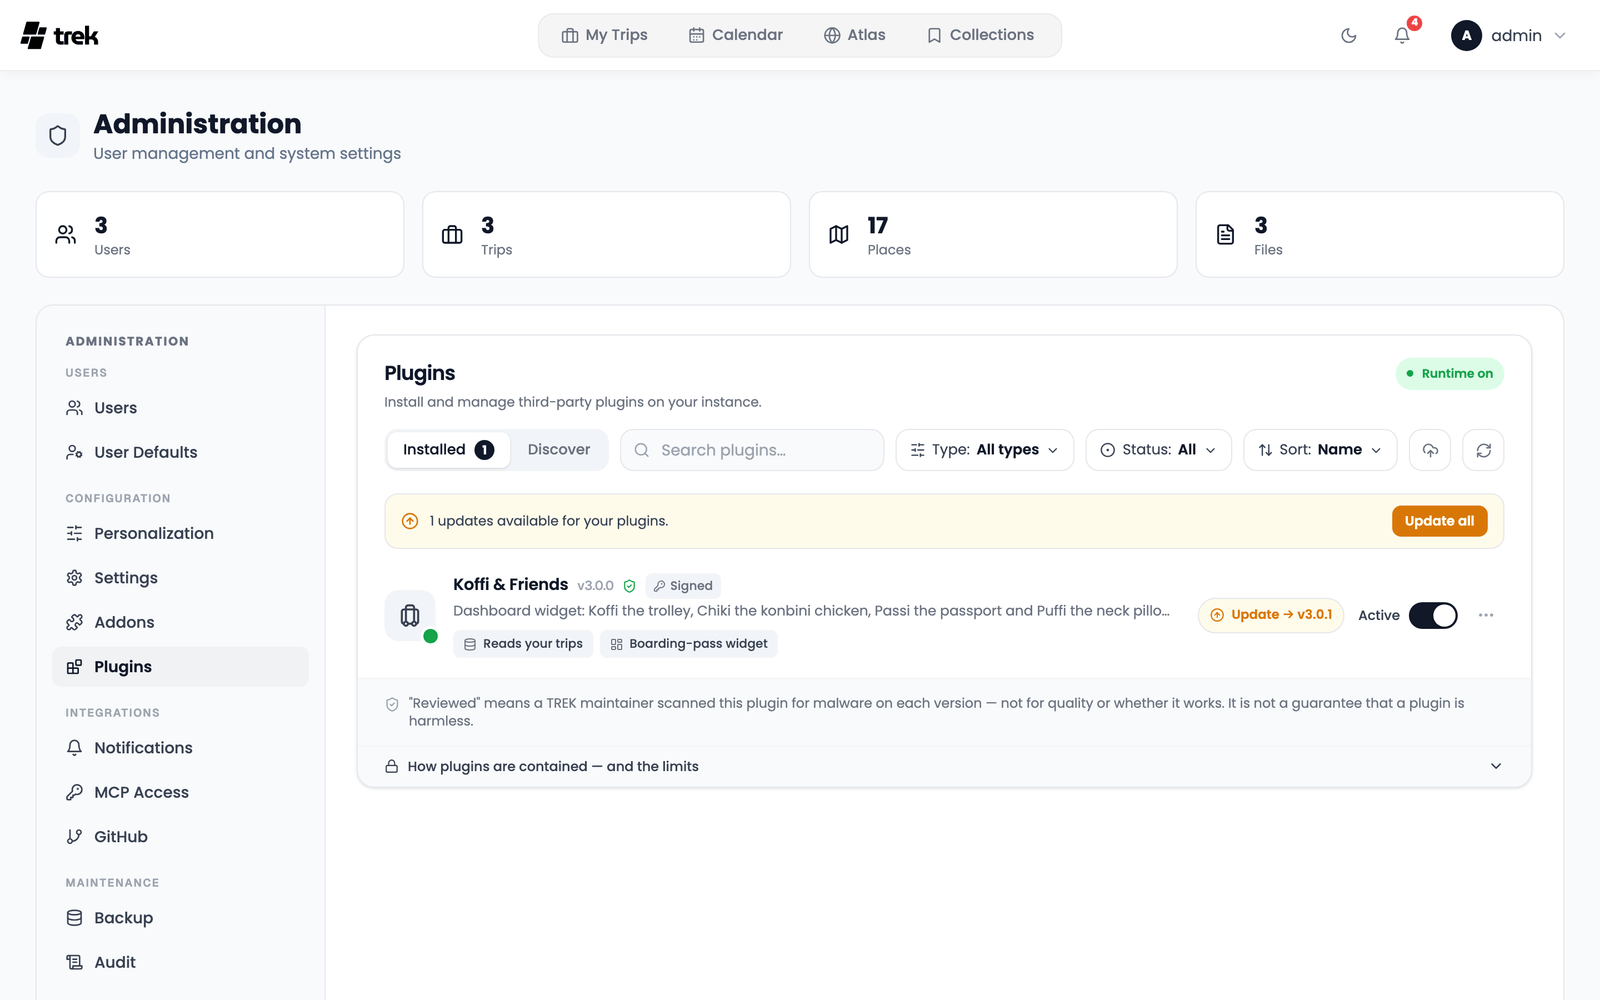 trek
My Trips
Calendar
Atlas
Collections
4
A
admin
Administration
User management and system settings
3
Users
3
Trips
17
Places
3
Files
ADMINISTRATION
USERS
Users
User Defaults
CONFIGURATION
Personalization
Settings
Addons
Plugins
INTEGRATIONS
Notifications
MCP Access
GitHub
MAINTENANCE
Backup
Audit
Plugins
Runtime on
Install and manage third-party plugins on your instance.
Installed 1
Discover
Search plugins...
Type: All types
Status: All
Sort: Name
1 updates available for your plugins.
Update all
Koffi & Friends v3.0.0 Signed
Dashboard widget: Koffi the trolley, Chiki the konbini chicken, Passi the passport and Puffi the neck pillo...
Reads your trips
Boarding-pass widget
Update → v3.0.1
Active
"Reviewed" means a TREK maintainer scanned this plugin for malware on each version — not for quality or whether it works. It is not a guarantee that a plugin is
harmless.
How plugins are contained — and the limits